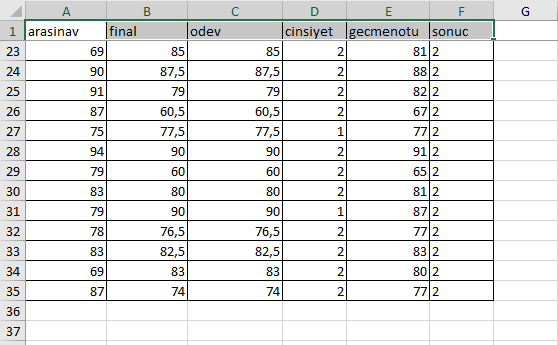 A B C D E F G
1 arasinav final odev cinsiyet gecmenotu sonuc
23 69 85 85 2 81 2
24 90 87,5 87,5 2 88 2
25 91 79 79 2 82 2
26 87 60,5 60,5 2 67 2
27 75 77,5 77,5 1 77 2
28 94 90 90 2 91 2
29 79 60 60 2 65 2
30 83 80 80 2 81 2
31 79 90 90 1 87 2
32 78 76,5 76,5 2 77 2
33 83 82,5 82,5 2 83 2
34 69 83 83 2 80 2
35 87 74 74 2 77 2
36
37